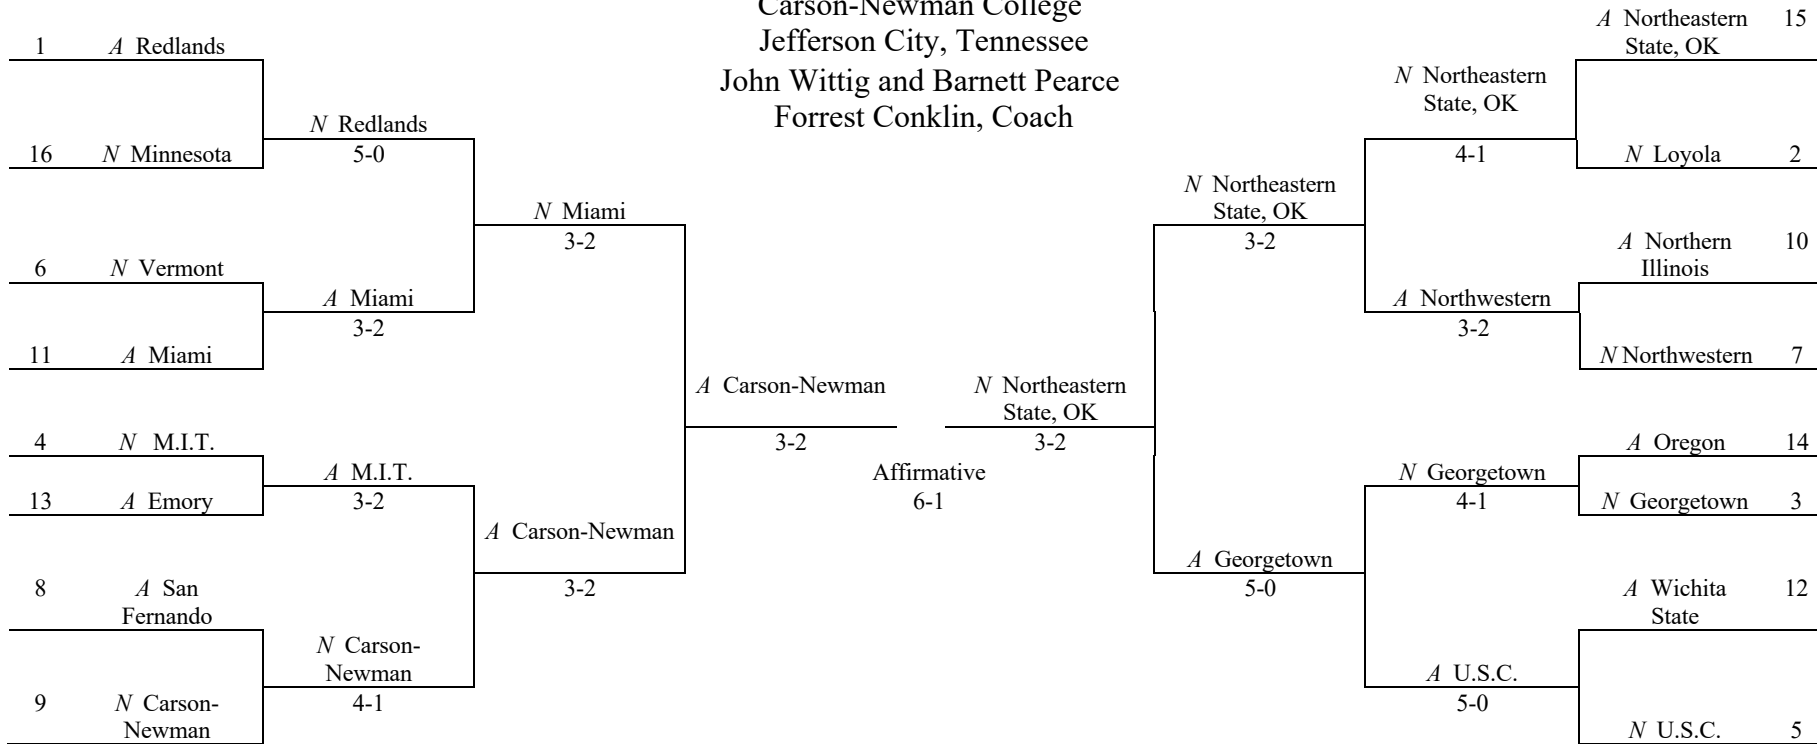 Carson-Newman College
Jefferson City, Tennessee
John Wittig and Barnett Pearce
Forrest Conklin, Coach
1 A Redlands
16 N Minnesota
6 N Vermont
11 A Miami
4 N M.I.T.
13 A Emory
8 A San
Fernando
9 N Carson-
Newman
N Redlands
5-0
A Miami
3-2
A M.I.T.
3-2
N Carson-
Newman
4-1
N Miami
3-2
A Carson-Newman
3-2
A Carson-Newman
3-2
Affirmative
6-1
N Northeastern
State, OK
3-2
N Northeastern
State, OK
3-2
A Georgetown
5-0
N Northeastern
State, OK
4-1
A Northwestern
3-2
N Georgetown
4-1
A U.S.C.
5-0
A Northeastern 15
State, OK
N Loyola 2
A Northern 10
Illinois
N Northwestern 7
A Oregon 14
N Georgetown 3
A Wichita 12
State
N U.S.C. 5